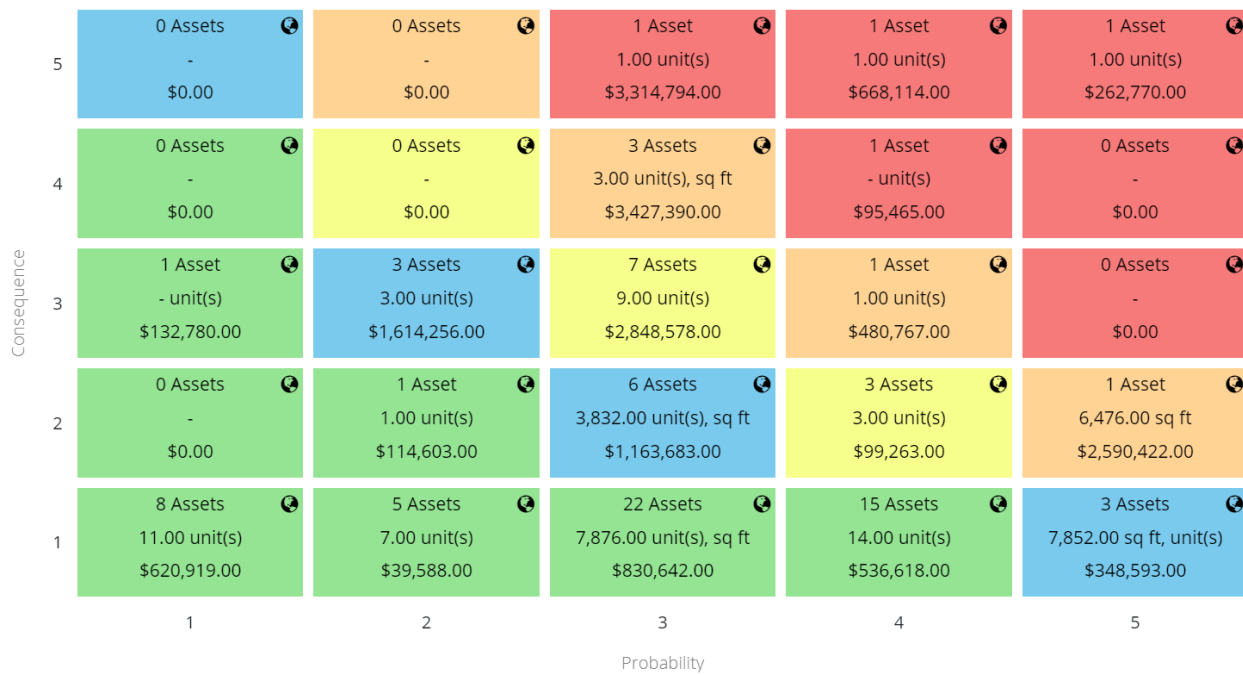 0 Assets 0 Assets 1 Asset 1 Asset 1 Asset
- - 1.00 unit(s) 1.00 unit(s) 1.00 unit(s)
5
$0.00 $0.00 $3,314,794.00 $668,114.00 $262,770.00
0 Assets 0 Assets 3 Assets 1 Asset 0 Assets
- - 3.00 unit(s), sq ft - unit(s) -
4
$0.00 $0.00 $3,427,390.00 $95,465.00 $0.00
Consequence
1 Asset 3 Assets 7 Assets 1 Asset 0 Assets
- unit(s) 3.00 unit(s) 9.00 unit(s) 1.00 unit(s) -
3
$132,780.00 $1,614,256.00 $2,848,578.00 $480,767.00 $0.00
0 Assets 1 Asset 6 Assets 3 Assets 1 Asset
- 1.00 unit(s) 3,832.00 unit(s), sq ft 3.00 unit(s) 6,476.00 sq ft
2
$0.00 $114,603.00 $1,163,683.00 $99,263.00 $2,590,422.00
8 Assets 5 Assets 22 Assets 15 Assets 3 Assets
11.00 unit(s) 7.00 unit(s) 7,876.00 unit(s), sq ft 14.00 unit(s) 7,852.00 sq ft, unit(s)
1
$620,919.00 $39,588.00 $830,642.00 $536,618.00 $348,593.00
1 2 3 4 5
Probability